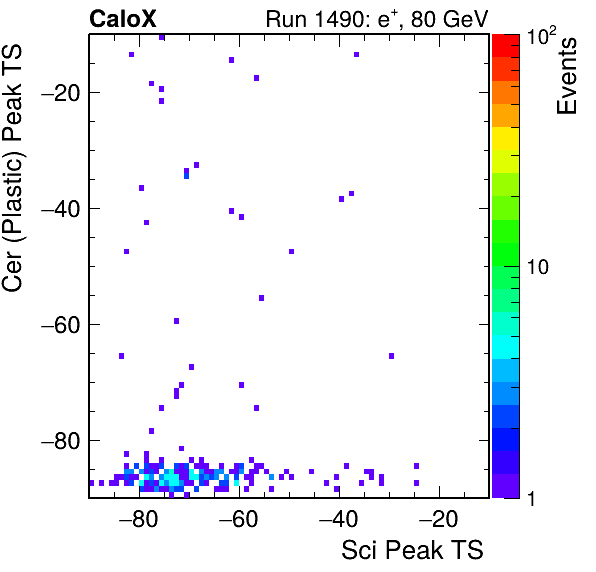 CaloX Run 1490: e⁺, 80 GeV
Cer (Plastic) Peak TS
−20
−40
−60
−80
−80 −60 −40 −20
Sci Peak TS
10²
10
1
Events